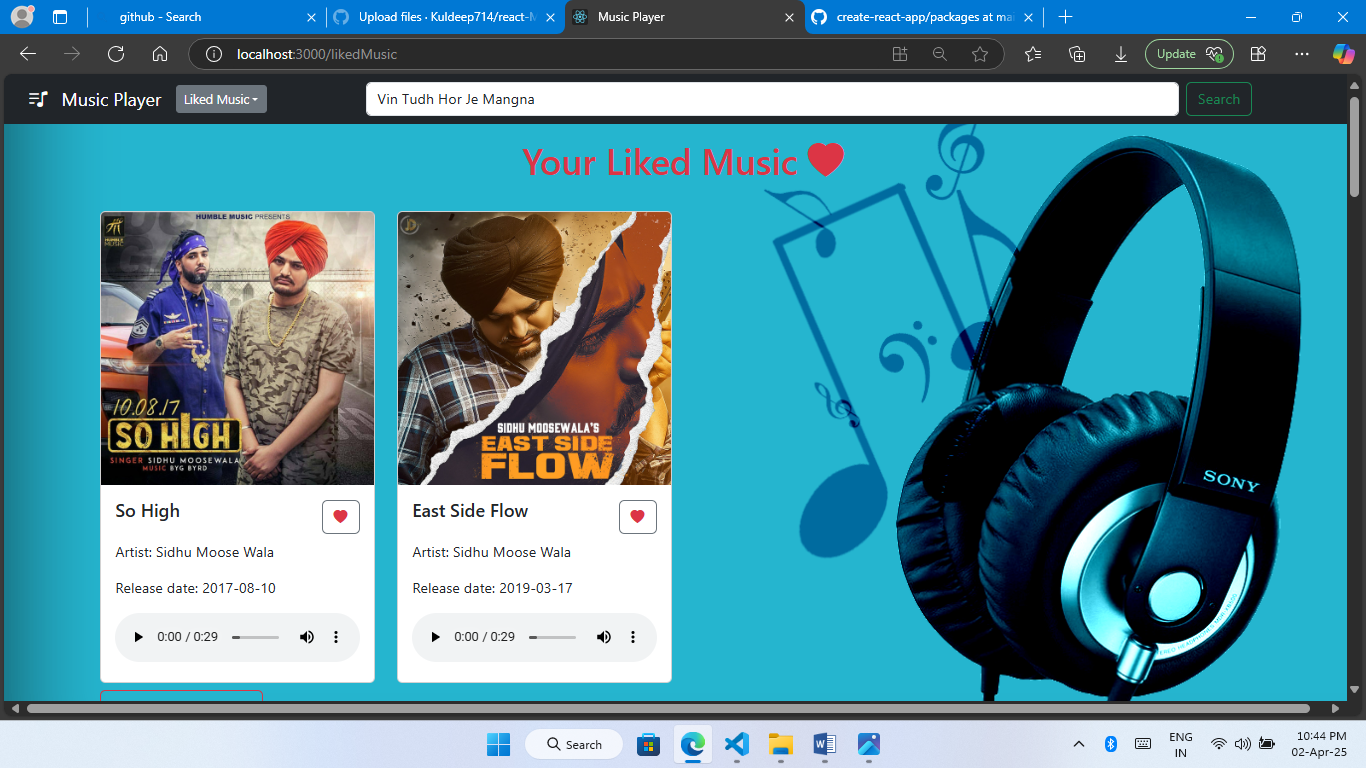 github - Search
Upload files · Kuldeep714/react-M
Music Player
create-react-app/packages at mai
localhost:3000/likedMusic
Update
Music Player
Liked Music
Vin Tudh Hor Je Mangna
Search
Your Liked Music
HUMBLE MUSIC PRESENTS
HUMBLE MUSIC
10.08.17
SO HIGH
SINGER SIDHU MOOSEWALA
MUSIC BYG BYRD
SIDHU MOOSEWALA'S
EAST SIDE
FLOW
SONY
So High
Artist: Sidhu Moose Wala
Release date: 2017-08-10
0:00 / 0:29
East Side Flow
Artist: Sidhu Moose Wala
Release date: 2019-03-17
0:00 / 0:29
Search
ENG
IN
10:44 PM
02-Apr-25